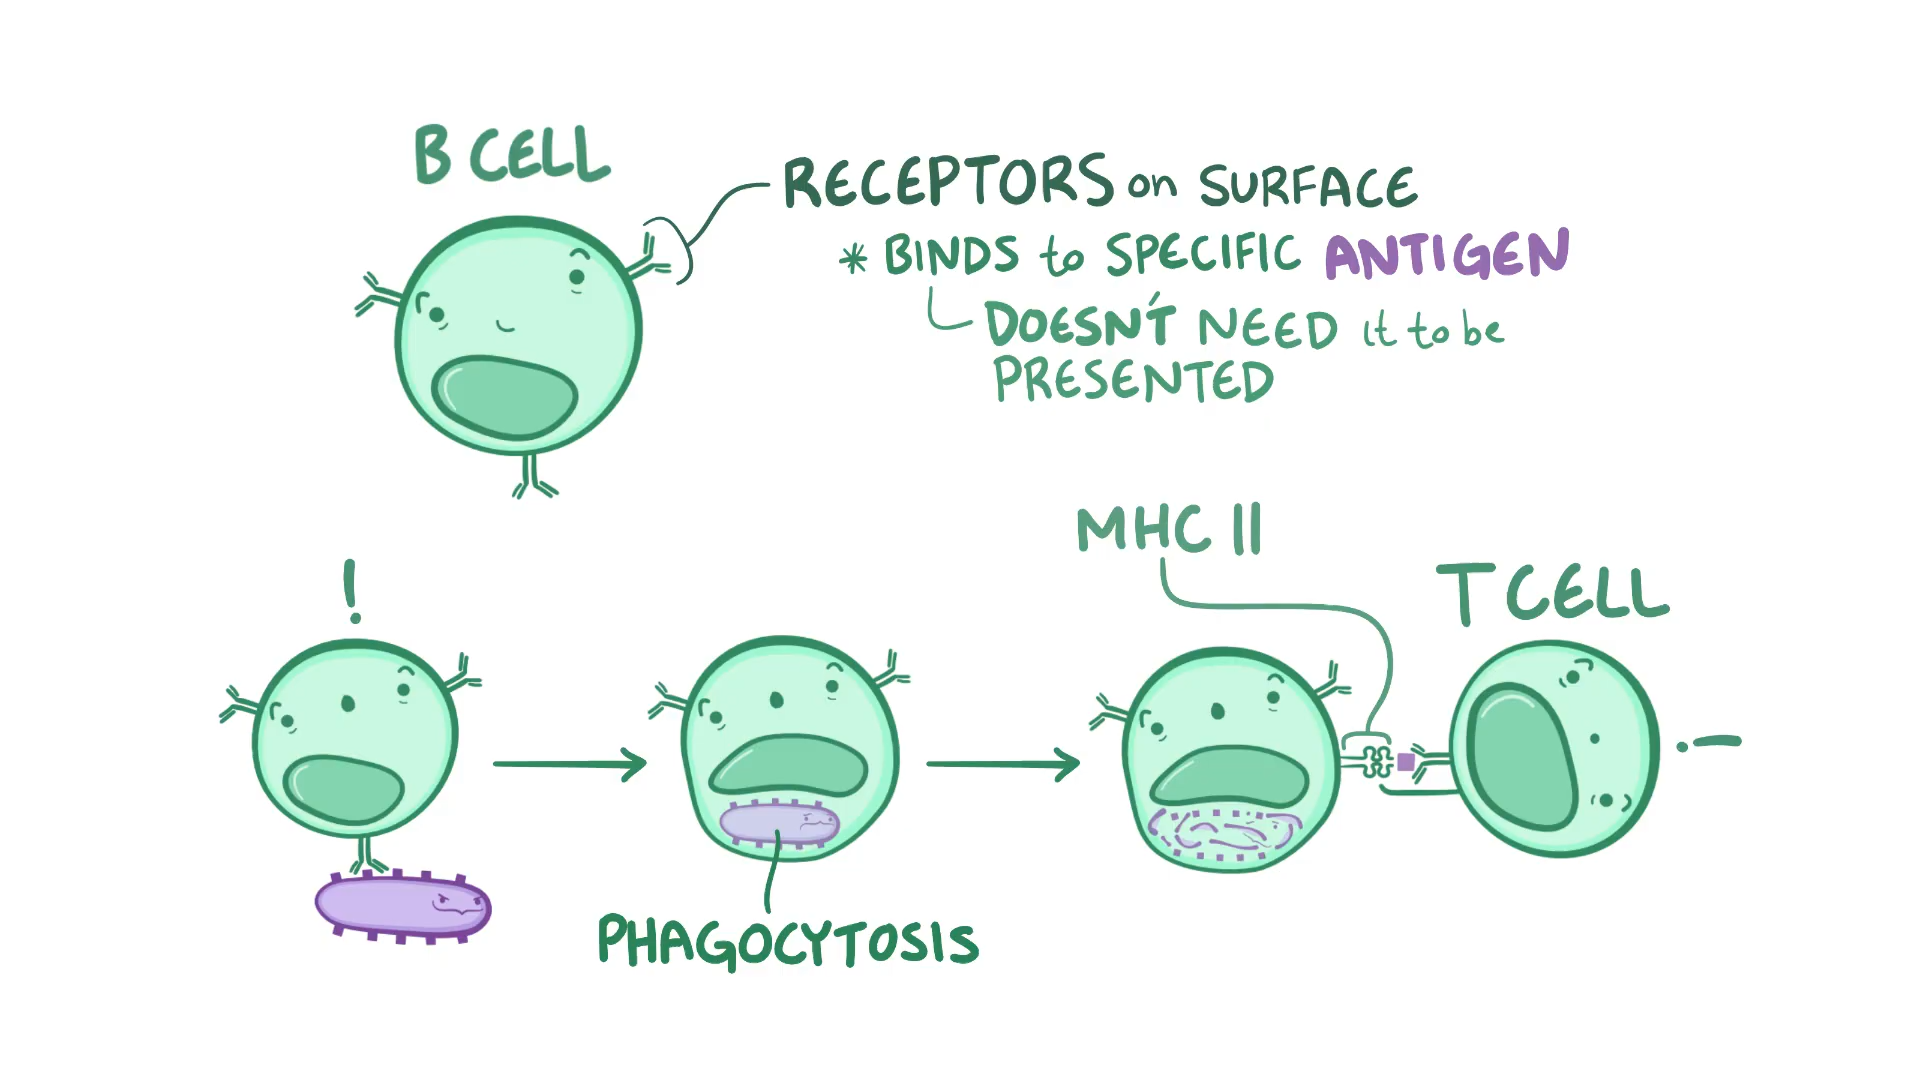 B CELL
RECEPTORS on SURFACE
* BINDS to SPECIFIC ANTIGEN
DOESN'T NEED it to be
PRESENTED
MHC II
T CELL
!
!
PHAGOCYTOSIS